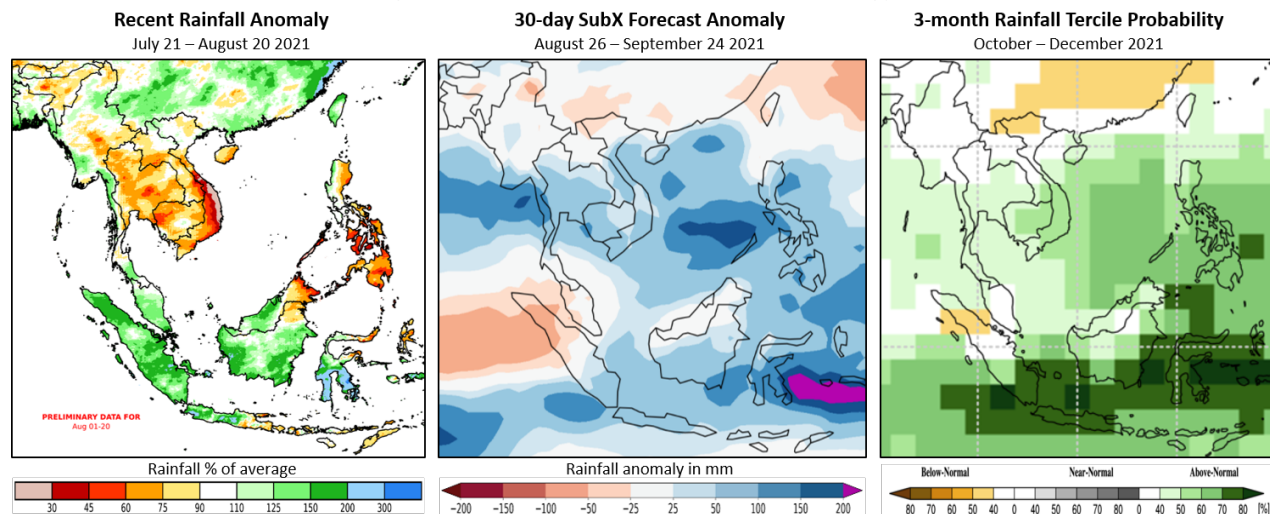 Recent Rainfall Anomaly
July 21 – August 20 2021
PRELIMINARY DATA FOR
Aug 01-20
Rainfall % of average
30 45 60 75 90 110 125 150 200 300
30-day SubX Forecast Anomaly
August 26 – September 24 2021
Rainfall anomaly in mm
−200 −150 −100 −50 −25 25 50 100 150 200
3-month Rainfall Tercile Probability
October – December 2021
Below-Normal Near-Normal Above-Normal
80 70 60 50 40 0 40 50 60 70 80 0 40 50 60 70 80 [%]